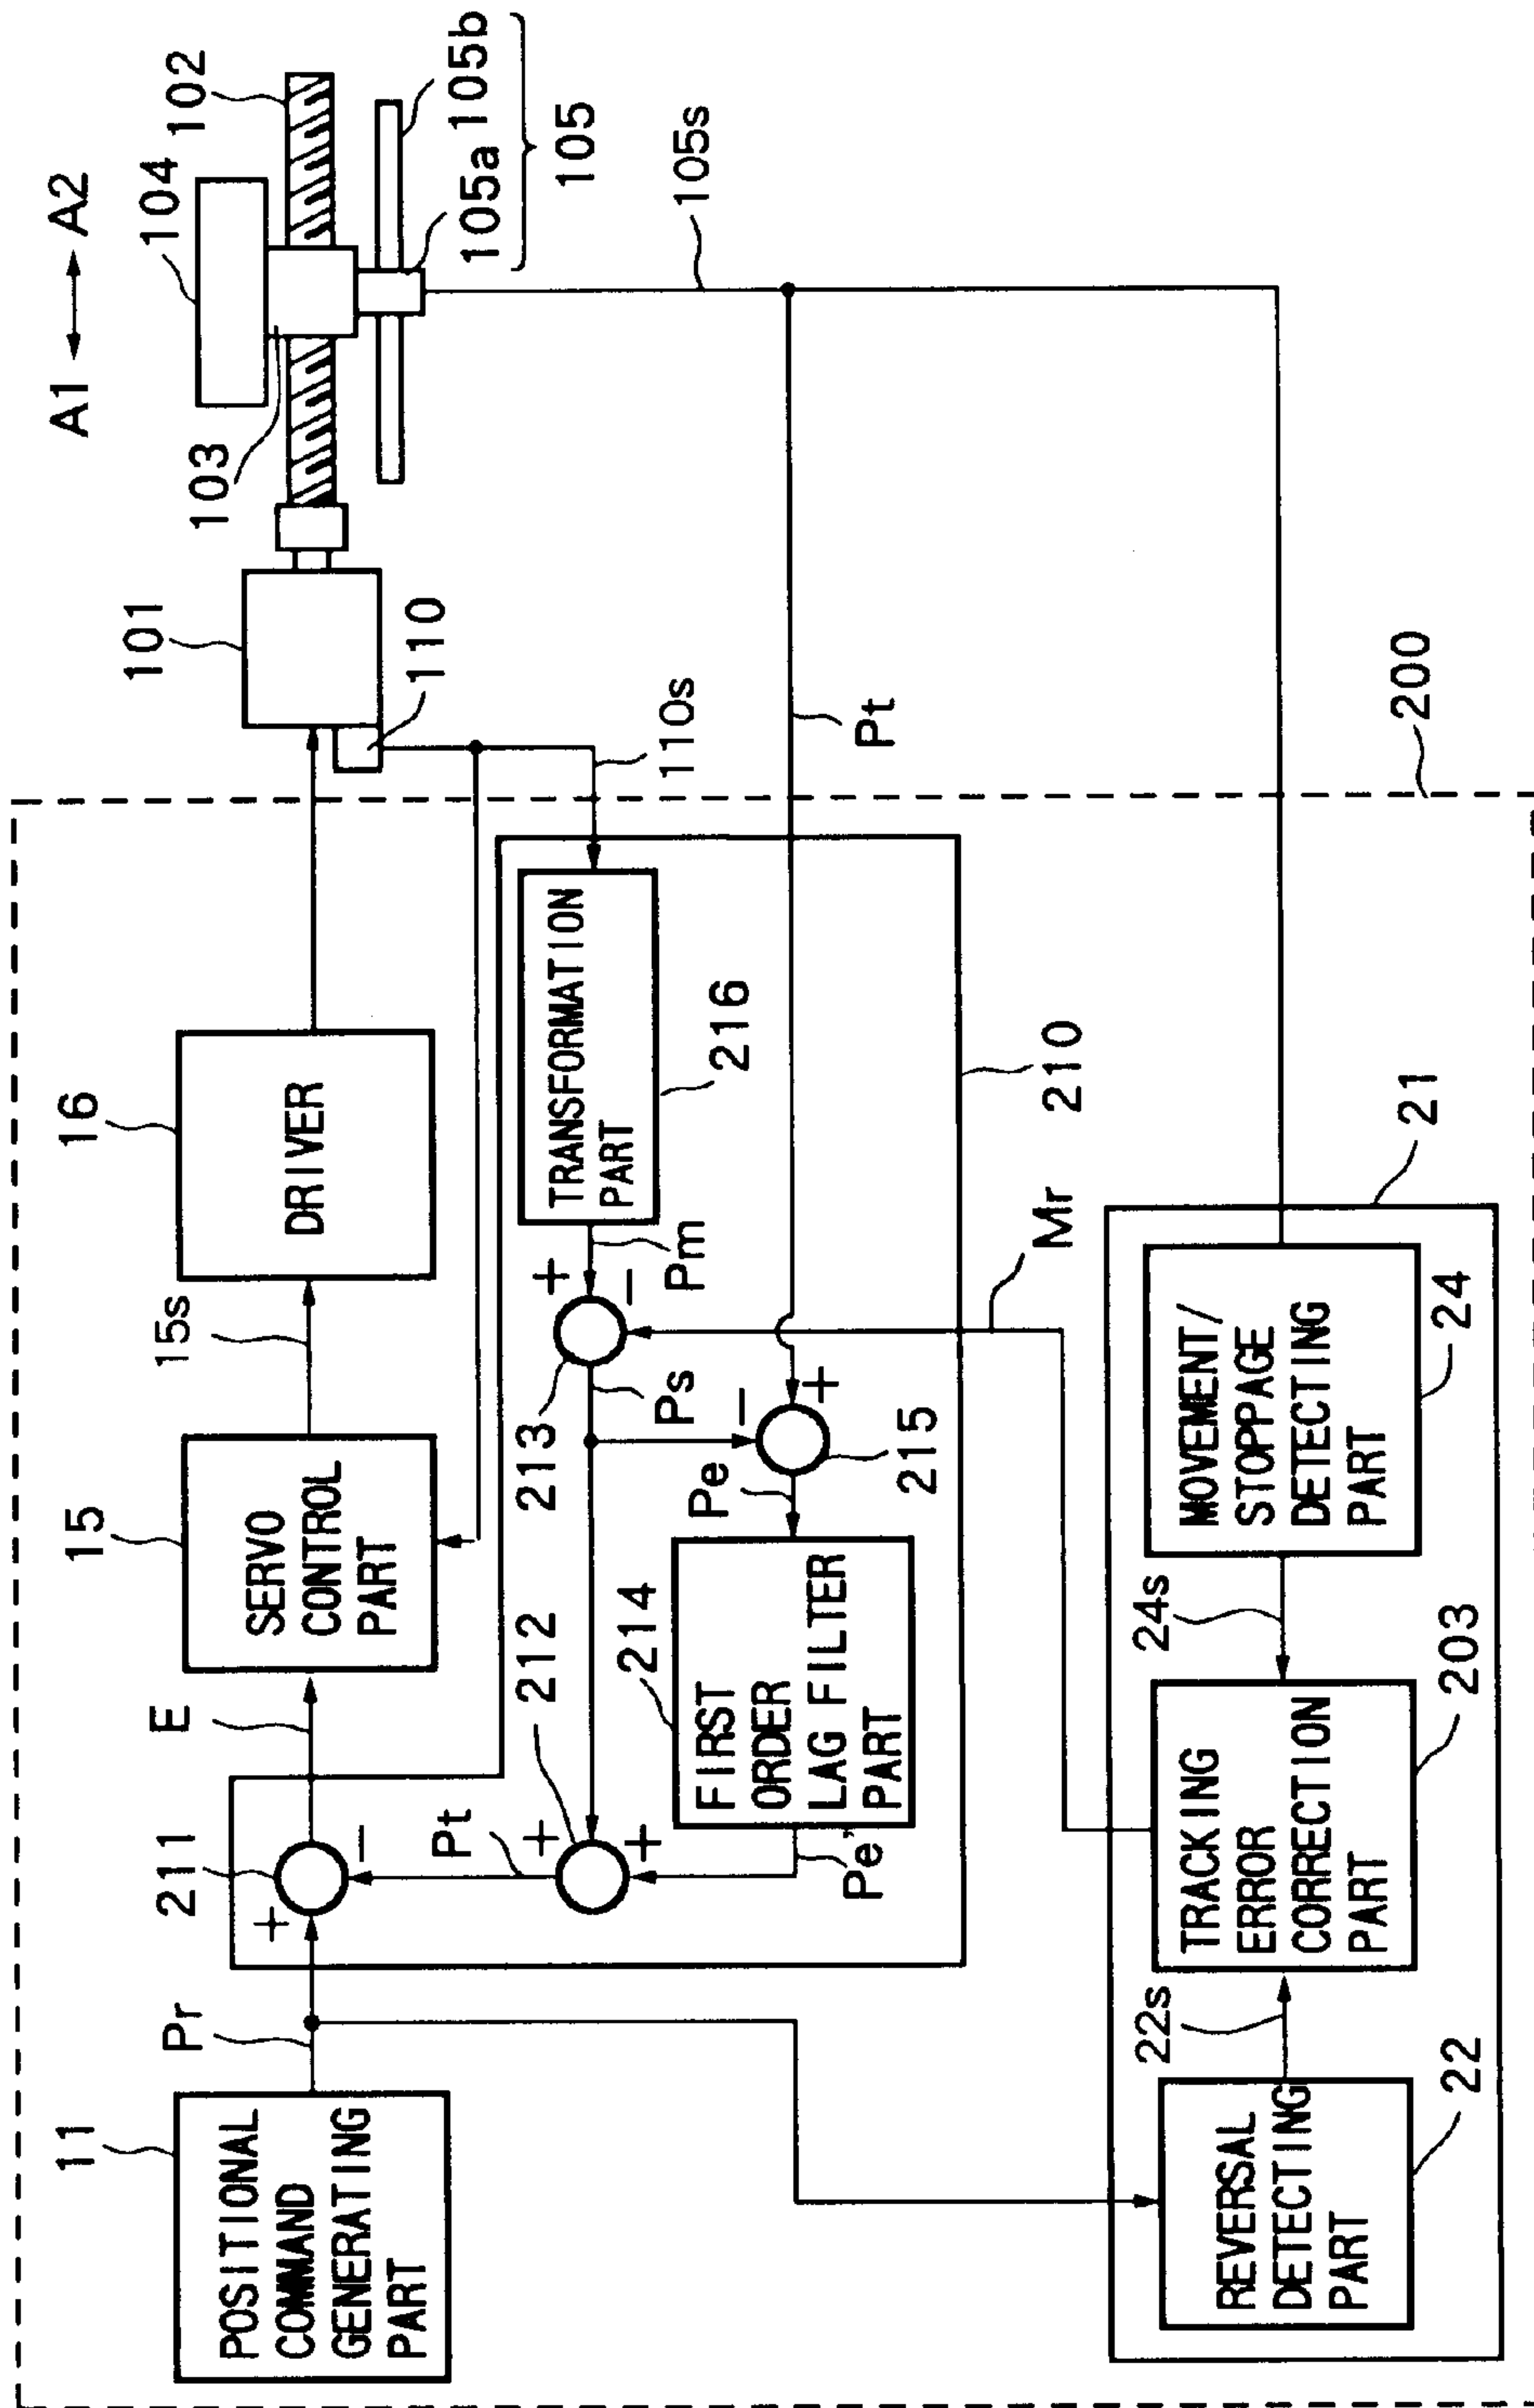 A1
A2
104
102
103
101
105a
105b
105
110
105s
110s
Pt
200
16
DRIVER
15s
15
SERVO
CONTROL
PART
E
211
+
−
Pr
11
POSITIONAL
COMMAND
GENERATING
PART
TRANSFORMATION
PART
216
210
Pm
+
−
213
Ps
−
+
215
Pe
212
214
FIRST
ORDER
LAG FILTER
PART
Pe'
+
+
Pt
Mr
21
MOVEMENT/
STOPPAGE
DETECTING
PART
24
24s
TRACKING
ERROR
CORRECTION
PART
203
22s
REVERSAL
DETECTING
PART
22